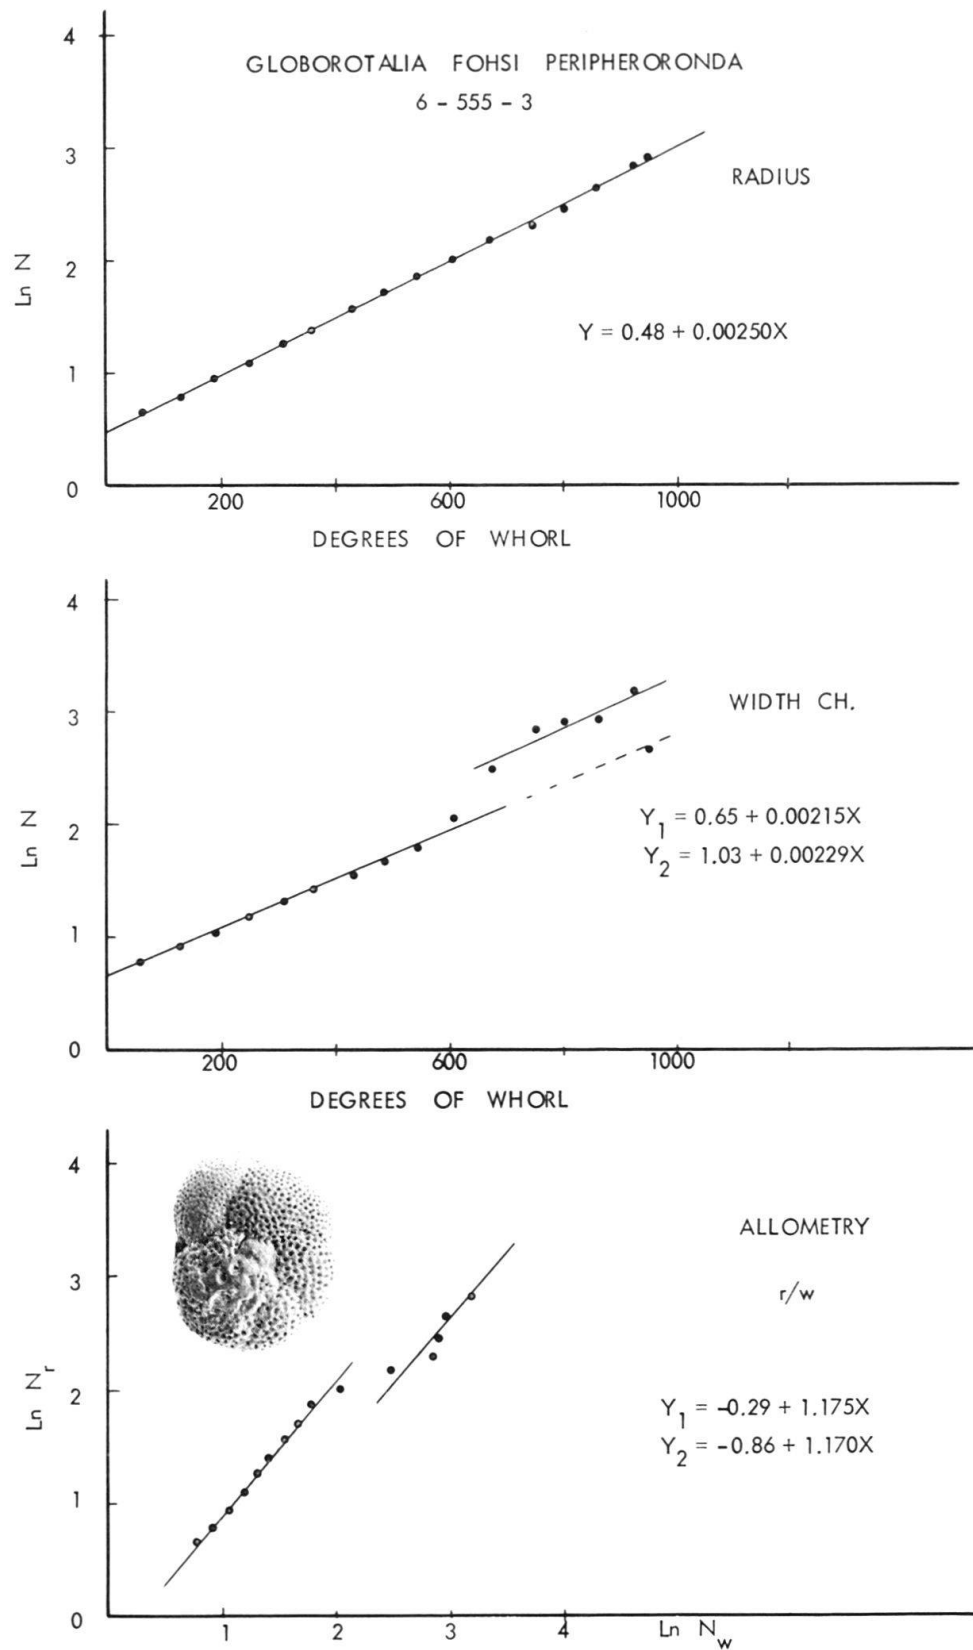 GLOBOROTALIA FOHSI PERIPHERORONDA
6 - 555 - 3
4
3
2
1
0
Ln N
RADIUS
Y = 0.48 + 0.00250X
200 600 1000
DEGREES OF WHORL
4
3
2
1
0
Ln N
WIDTH CH.
Y1 = 0.65 + 0.00215X
Y2 = 1.03 + 0.00229X
200 600 1000
DEGREES OF WHORL
4
3
2
1
0
Ln Nr
ALLOMETRY
r/w
Y1 = -0.29 + 1.175X
Y2 = -0.86 + 1.170X
1 2 3 4 Ln Nw